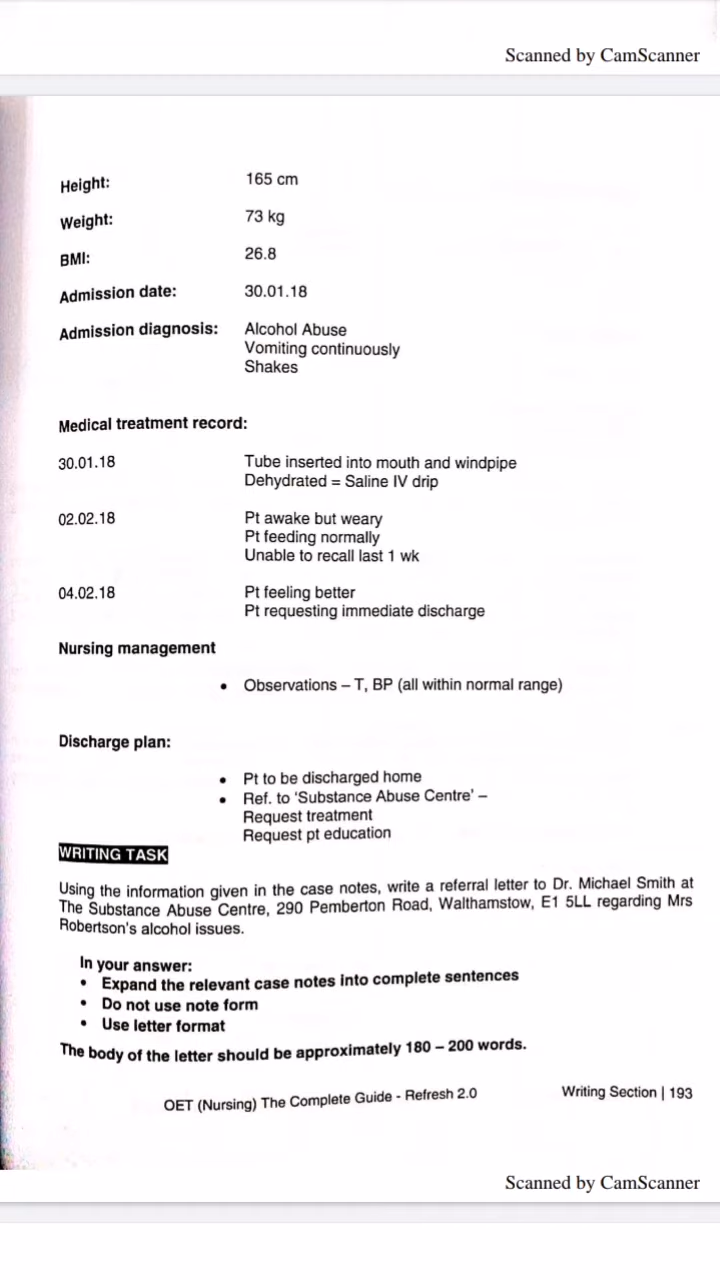 Scanned by CamScanner
Height: 165 cm
Weight: 73 kg
BMI: 26.8
Admission date: 30.01.18
Admission diagnosis: Alcohol Abuse
Vomiting continuously
Shakes
Medical treatment record:
30.01.18 Tube inserted into mouth and windpipe
Dehydrated = Saline IV drip
02.02.18 Pt awake but weary
Pt feeding normally
Unable to recall last 1 wk
04.02.18 Pt feeling better
Pt requesting immediate discharge
Nursing management
• Observations – T, BP (all within normal range)
Discharge plan:
• Pt to be discharged home
• Ref. to 'Substance Abuse Centre' –
Request treatment
Request pt education
WRITING TASK
Using the information given in the case notes, write a referral letter to Dr. Michael Smith at
The Substance Abuse Centre, 290 Pemberton Road, Walthamstow, E1 5LL regarding Mrs
Robertson's alcohol issues.
In your answer:
• Expand the relevant case notes into complete sentences
• Do not use note form
• Use letter format
The body of the letter should be approximately 180 – 200 words.
OET (Nursing) The Complete Guide - Refresh 2.0 Writing Section | 193
Scanned by CamScanner